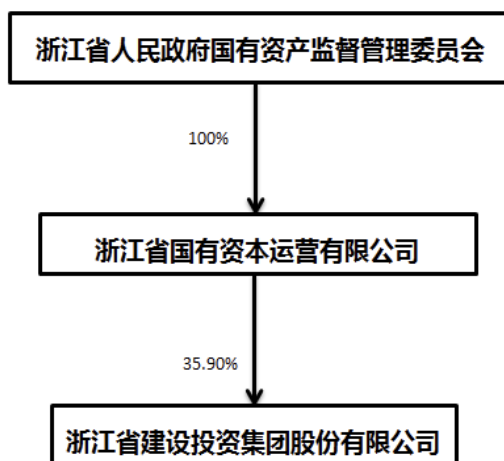 浙江省人民政府国有资产监督管理委员会
100%
浙江省国有资本运营有限公司
35.90%
浙江省建设投资集团股份有限公司